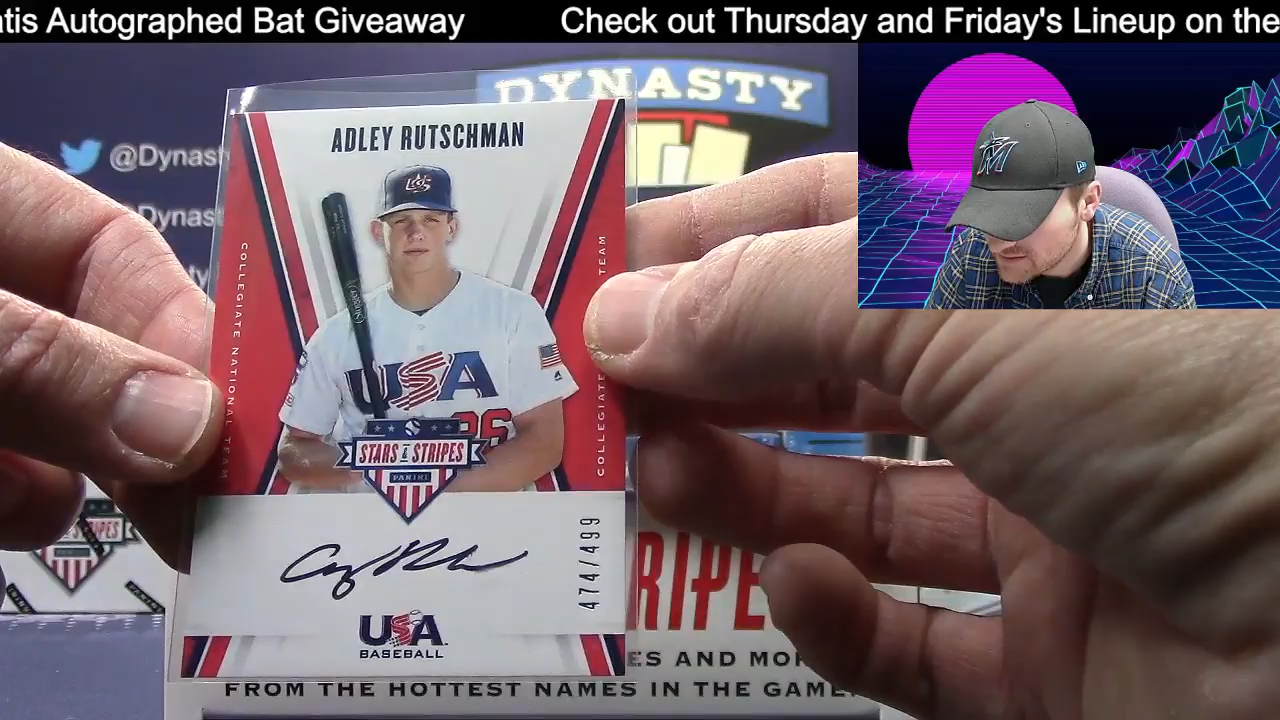 tis Autographed Bat Giveaway Check out Thursday and Friday's Lineup on the
DYNASTY
@Dynast
@Dynast
ADLEY RUTSCHMAN
COLLEGIATE NATIONAL TEAM
COLLEGIATE TEAM
USA
STARS & STRIPES
PANINI
474/499
USA
BASEBALL
RIPE
ES AND MOR
FROM THE HOTTEST NAMES IN THE GAME